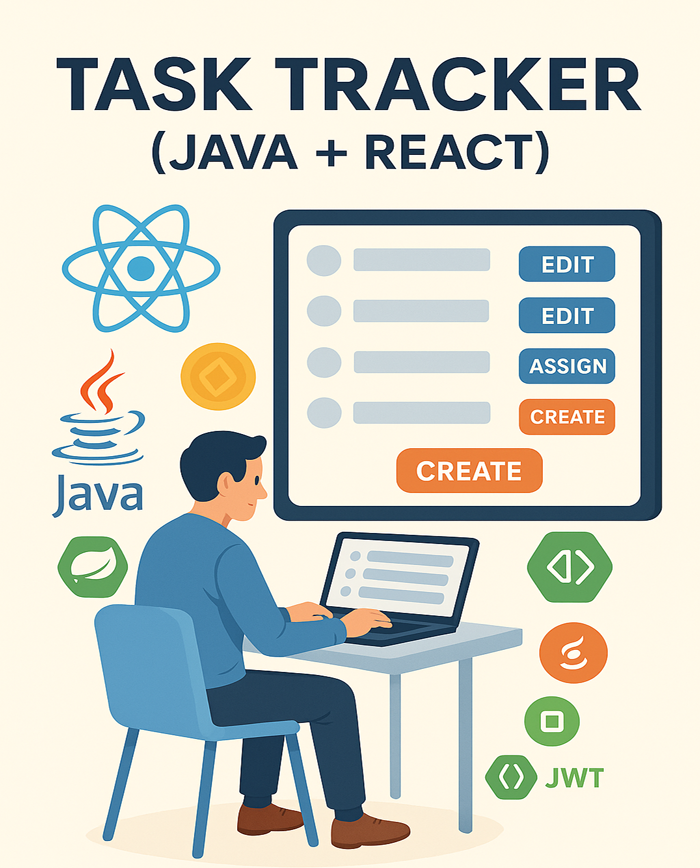 TASK TRACKER
(JAVA + REACT)
EDIT
EDIT
ASSIGN
CREATE
CREATE
Java
JWT